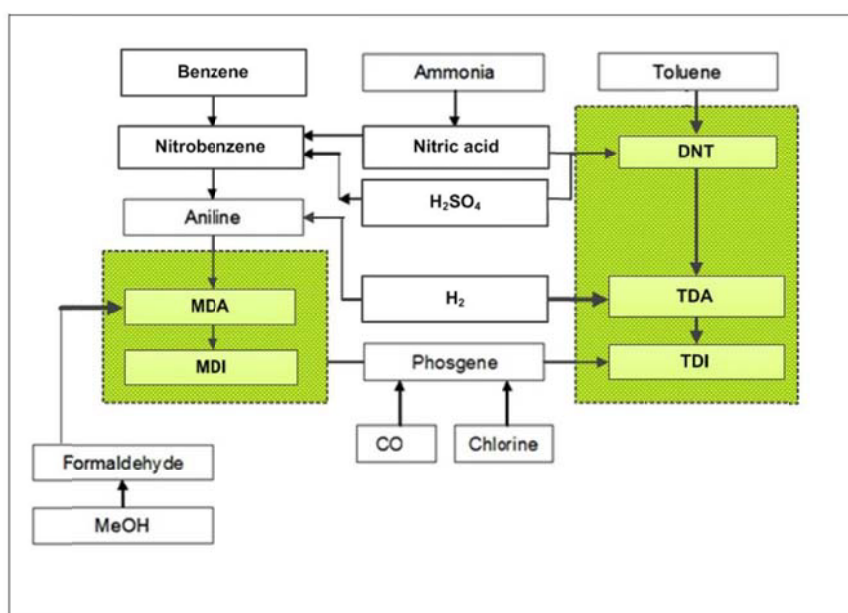 Benzene
Ammonia
Toluene
Nitrobenzene
Nitric acid
DNT
H₂SO₄
Aniline
MDA
H₂
TDA
MDI
Phosgene
TDI
CO
Chlorine
Formaldehyde
MeOH